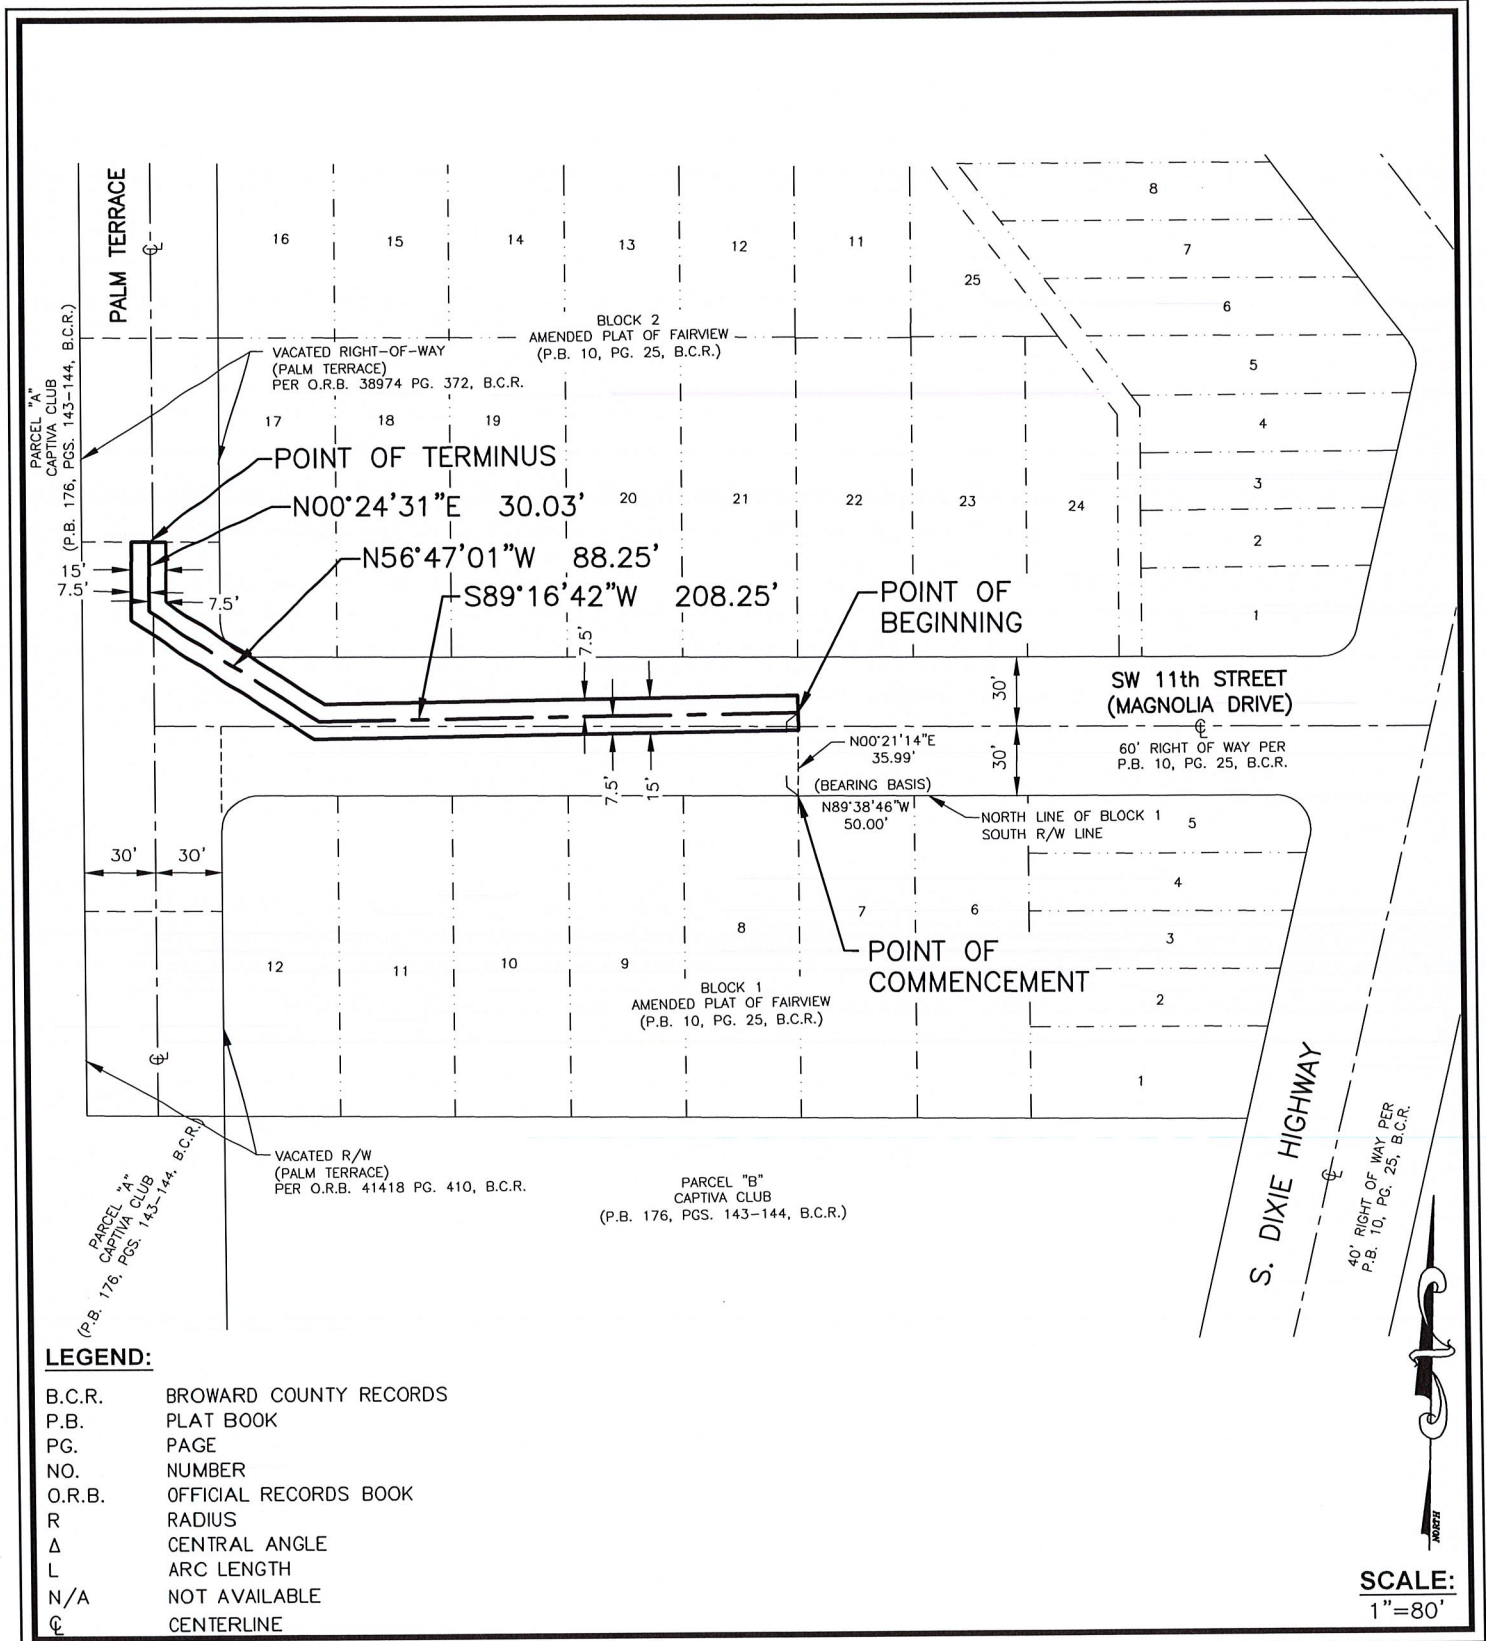 PALM TERRACE
℄
16
15
14
13
12
11
25
8
7
6
5
4
3
2
1
BLOCK 2
AMENDED PLAT OF FAIRVIEW
(P.B. 10, PG. 25, B.C.R.)
PARCEL "A"
CAPTIVA CLUB
(P.B. 176, PGS. 143-144, B.C.R.)
VACATED RIGHT-OF-WAY
(PALM TERRACE)
PER O.R.B. 38974 PG. 372, B.C.R.
17
18
19
20
21
22
23
24
POINT OF TERMINUS
N00°24'31"E 30.03'
N56°47'01"W 88.25'
S89°16'42"W 208.25'
15'
7.5'
7.5'
POINT OF
BEGINNING
7.5'
7.5'
15'
30'
30'
SW 11th STREET
(MAGNOLIA DRIVE)
℄
60' RIGHT OF WAY PER
P.B. 10, PG. 25, B.C.R.
N00°21'14"E
35.99'
(BEARING BASIS)
N89°38'46"W
50.00'
NORTH LINE OF BLOCK 1
SOUTH R/W LINE
30'
30'
12
11
10
9
8
7
6
5
4
3
2
1
POINT OF
COMMENCEMENT
BLOCK 1
AMENDED PLAT OF FAIRVIEW
(P.B. 10, PG. 25, B.C.R.)
℄
VACATED R/W
(PALM TERRACE)
PER O.R.B. 41418 PG. 410, B.C.R.
PARCEL "A"
CAPTIVA CLUB
(P.B. 176, PGS. 143-144, B.C.R.)
PARCEL "B"
CAPTIVA CLUB
(P.B. 176, PGS. 143-144, B.C.R.)
S. DIXIE HIGHWAY
℄
40' RIGHT OF WAY PER
P.B. 10, PG. 25, B.C.R.
NORTH
LEGEND:
B.C.R. BROWARD COUNTY RECORDS
P.B. PLAT BOOK
PG. PAGE
NO. NUMBER
O.R.B. OFFICIAL RECORDS BOOK
R RADIUS
Δ CENTRAL ANGLE
L ARC LENGTH
N/A NOT AVAILABLE
℄ CENTERLINE
SCALE:
1"=80'